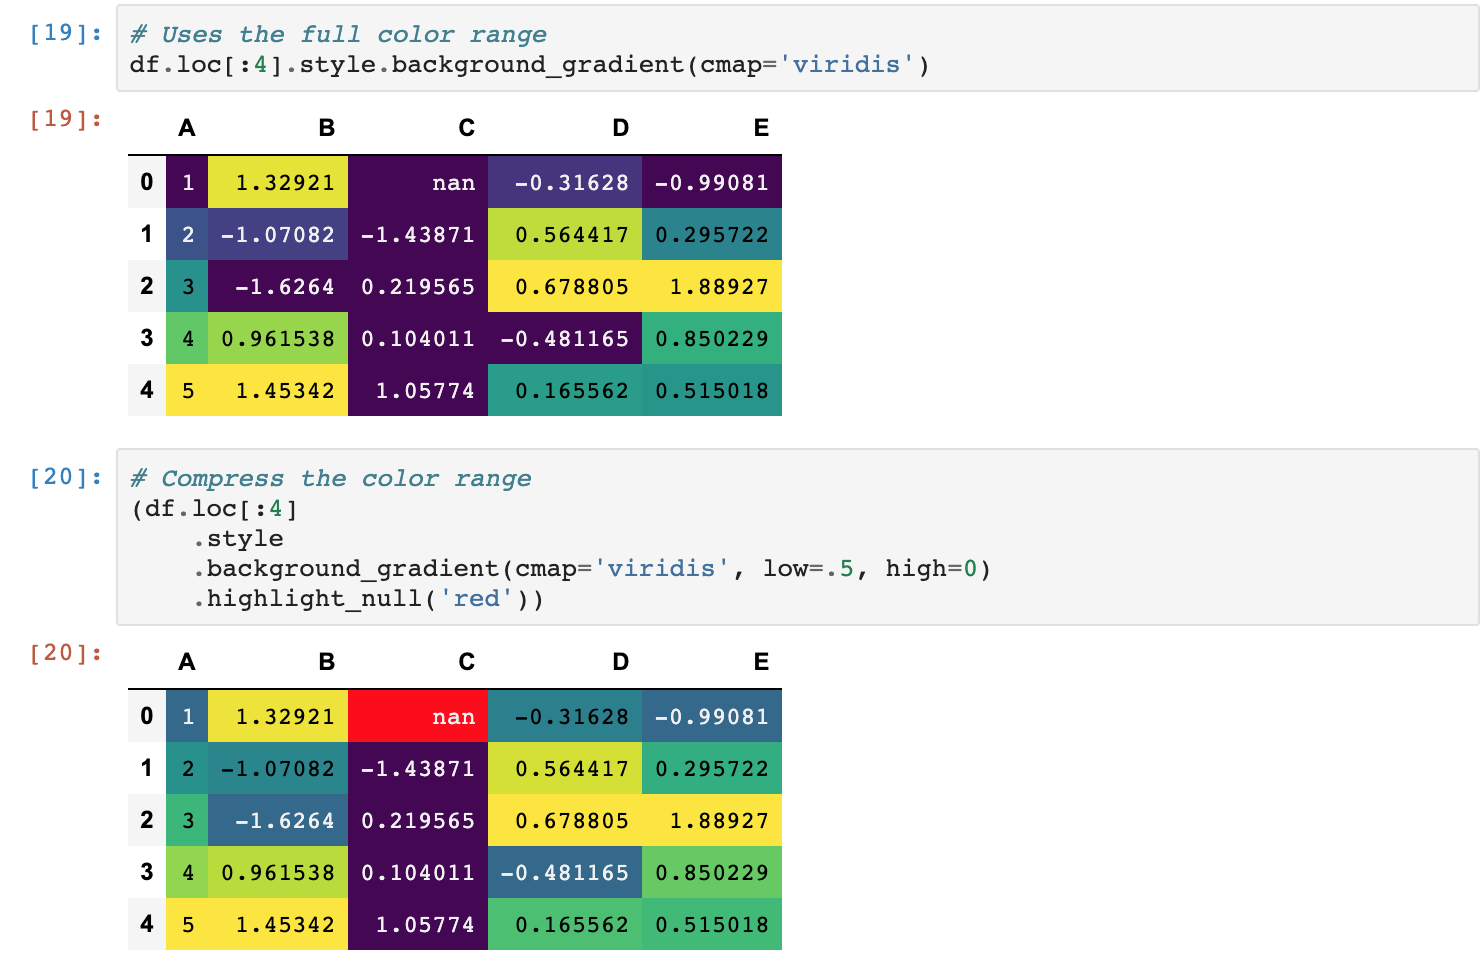 [19]: # Uses the full color range
df.loc[:4].style.background_gradient(cmap='viridis')
[19]: A B C D E
0 1 1.32921 nan -0.31628 -0.99081
1 2 -1.07082 -1.43871 0.564417 0.295722
2 3 -1.6264 0.219565 0.678805 1.88927
3 4 0.961538 0.104011 -0.481165 0.850229
4 5 1.45342 1.05774 0.165562 0.515018
[20]: # Compress the color range
(df.loc[:4]
    .style
    .background_gradient(cmap='viridis', low=.5, high=0)
    .highlight_null('red'))
[20]: A B C D E
0 1 1.32921 nan -0.31628 -0.99081
1 2 -1.07082 -1.43871 0.564417 0.295722
2 3 -1.6264 0.219565 0.678805 1.88927
3 4 0.961538 0.104011 -0.481165 0.850229
4 5 1.45342 1.05774 0.165562 0.515018